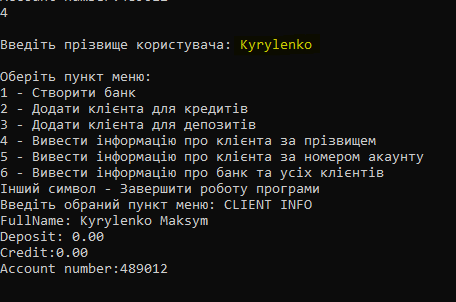 Account number:489012
4
Введіть прізвище користувача: Kyrylenko
Оберіть пункт меню:
1 - Створити банк
2 - Додати клієнта для кредитів
3 - Додати клієнта для депозитів
4 - Вивести інформацію про клієнта за прізвищем
5 - Вивести інформацію про клієнта за номером акаунту
6 - Вивести інформацію про банк та усіх клієнтів
Інший символ - Завершити роботу програми
Введіть обраний пункт меню: CLIENT INFO
FullName: Kyrylenko Maksym
Deposit: 0.00
Credit:0.00
Account number:489012